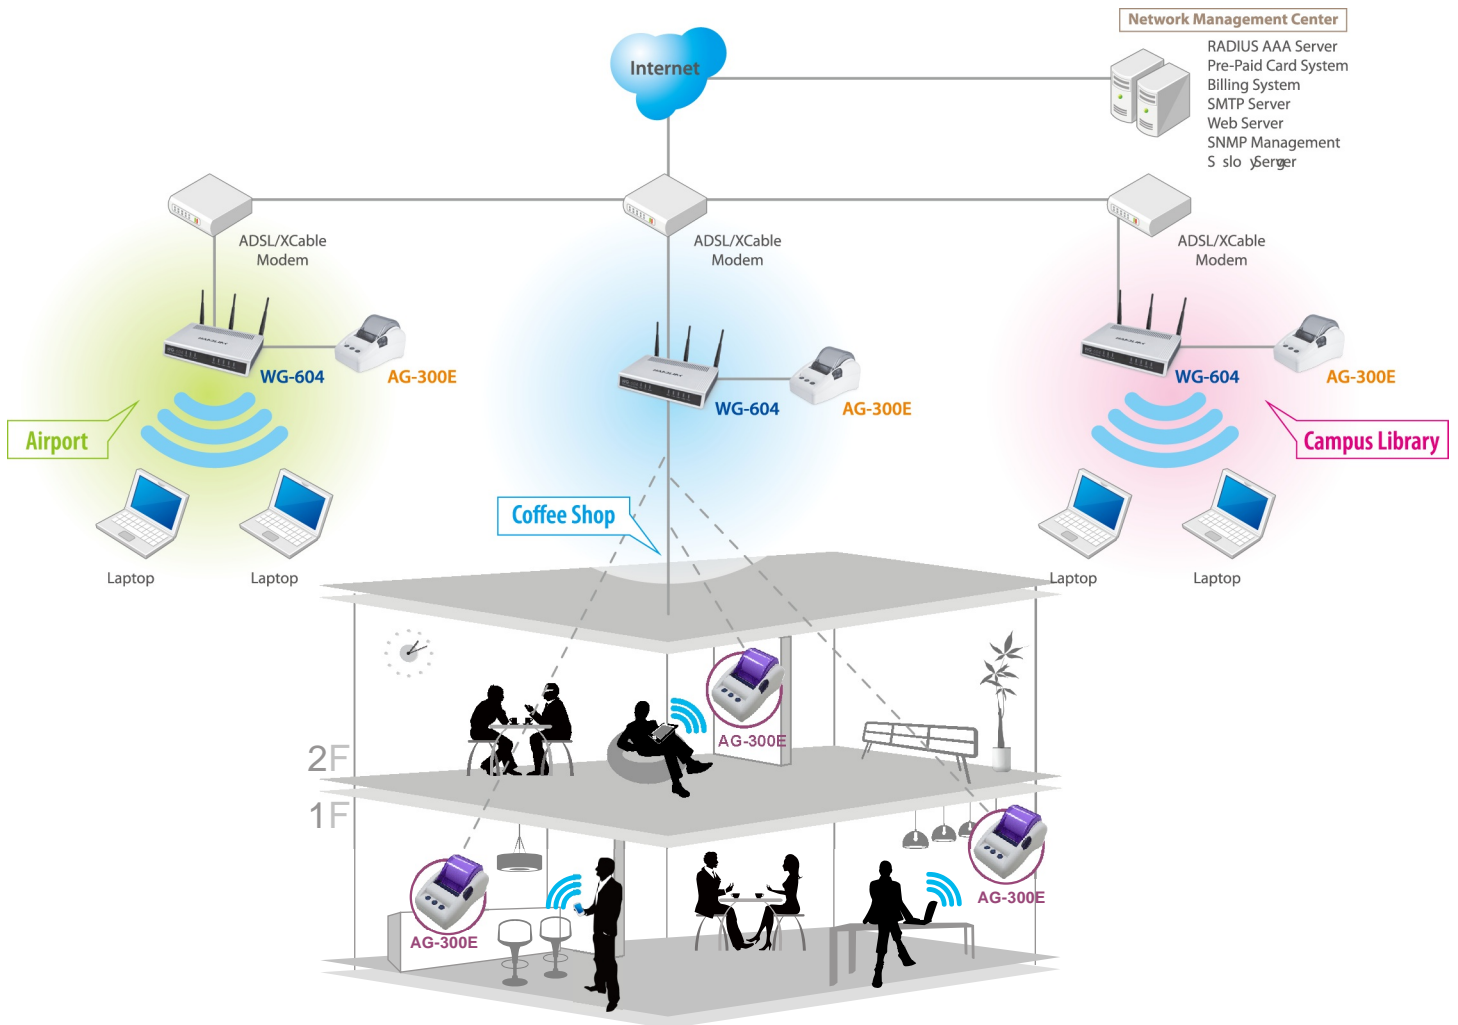 Network Management Center
RADIUS AAA Server
Pre-Paid Card System
Billing System
SMTP Server
Web Server
SNMP Management
Internet
ADSL/XCable
Modem
ADSL/XCable
Modem
ADSL/XCable
Modem
WG-604
AG-300E
WG-604
AG-300E
WG-604
AG-300E
Airport
Coffee Shop
Campus Library
Laptop
Laptop
Laptop
Laptop
2F
AG-300E
1F
AG-300E
AG-300E